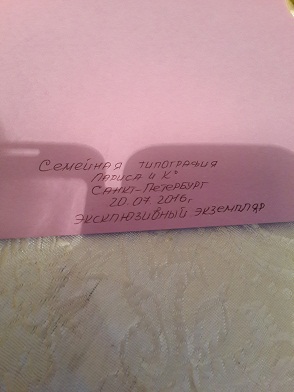 Семейная типография
Лариса и К°
Санкт-Петербург
20.07.2016г
эксклюзивный экземпляр